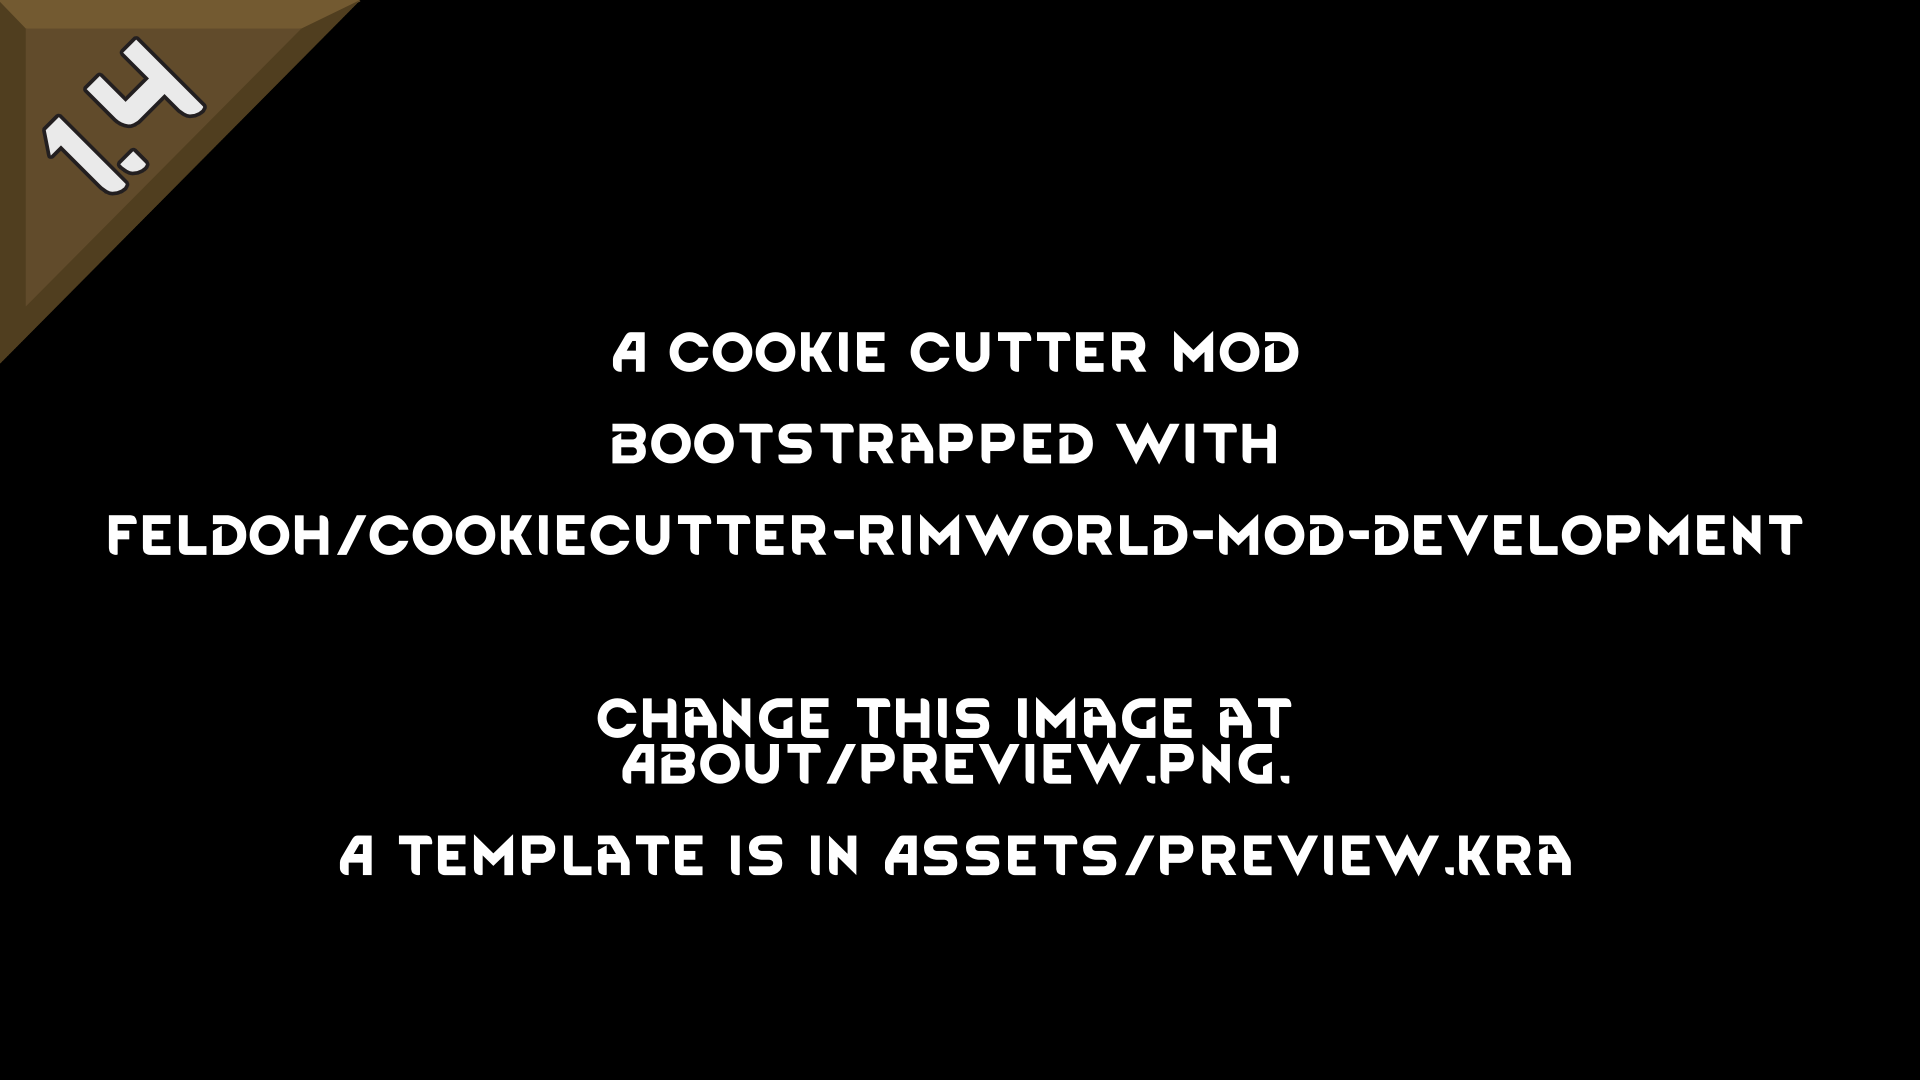 1.4
A COOKIE CUTTER MOD
BOOTSTRAPPED WITH
FELDOH/COOKIECUTTER-RIMWORLD-MOD-DEVELOPMENT
CHANGE THIS IMAGE AT
ABOUT/PREVIEW.PNG.
A TEMPLATE IS IN ASSETS/PREVIEW.KRA